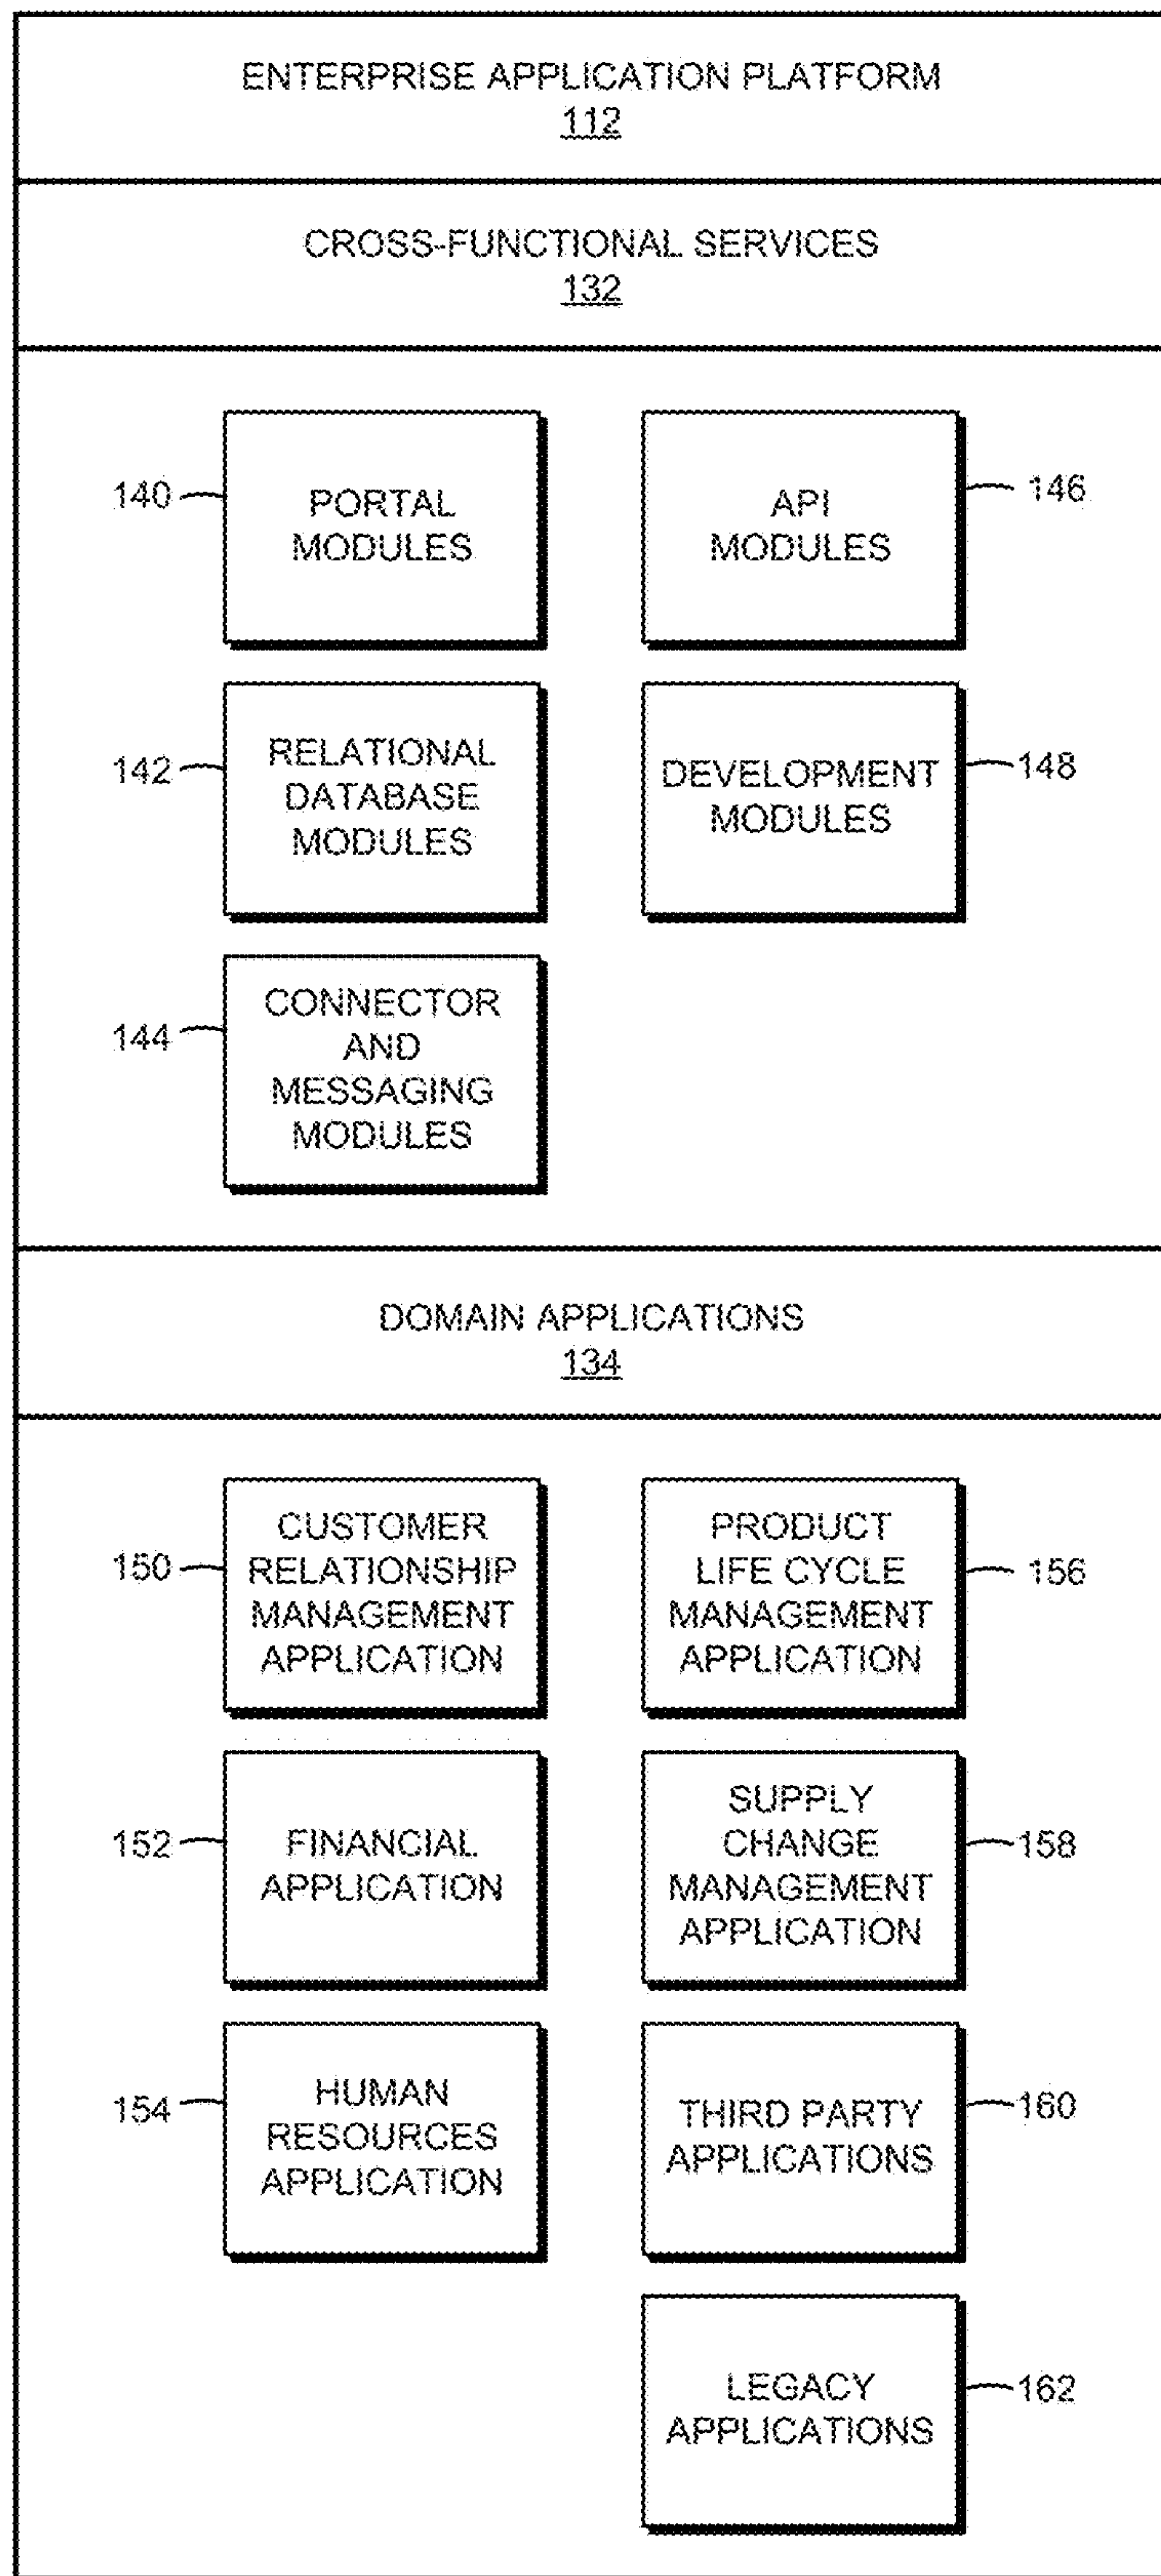 ENTERPRISE APPLICATION PLATFORM
112
CROSS-FUNCTIONAL SERVICES
132
140
PORTAL
MODULES
API
MODULES
146
142
RELATIONAL
DATABASE
MODULES
DEVELOPMENT
MODULES
148
144
CONNECTOR
AND
MESSAGING
MODULES
DOMAIN APPLICATIONS
134
150
CUSTOMER
RELATIONSHIP
MANAGEMENT
APPLICATION
PRODUCT
LIFE CYCLE
MANAGEMENT
APPLICATION
156
152
FINANCIAL
APPLICATION
SUPPLY
CHANGE
MANAGEMENT
APPLICATION
158
154
HUMAN
RESOURCES
APPLICATION
THIRD PARTY
APPLICATIONS
160
LEGACY
APPLICATIONS
162